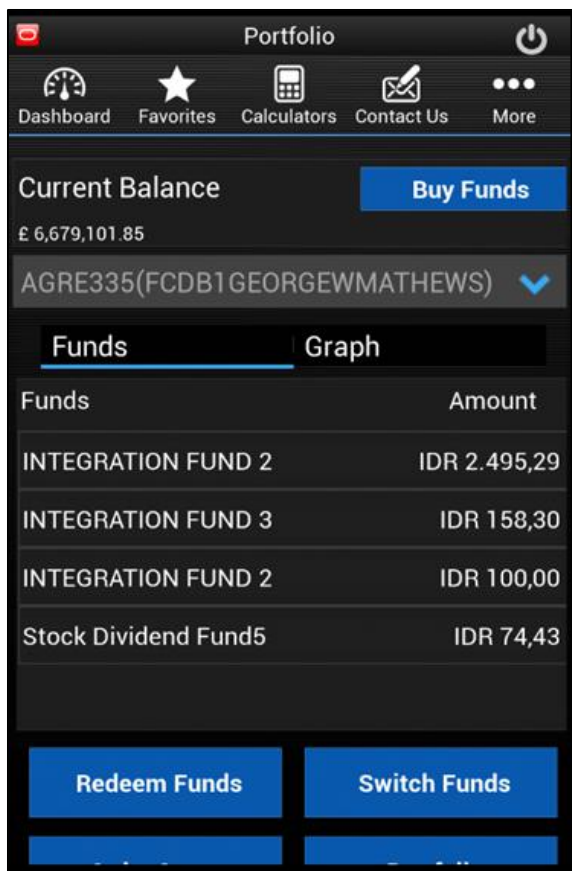 Portfolio
Dashboard Favorites Calculators Contact Us More
Current Balance Buy Funds
£ 6,679,101.85
AGRE335(FCDB1GEORGEWMATHEWS)
Funds Graph
Funds Amount
INTEGRATION FUND 2 IDR 2.495,29
INTEGRATION FUND 3 IDR 158,30
INTEGRATION FUND 2 IDR 100,00
Stock Dividend Fund5 IDR 74,43
Redeem Funds Switch Funds